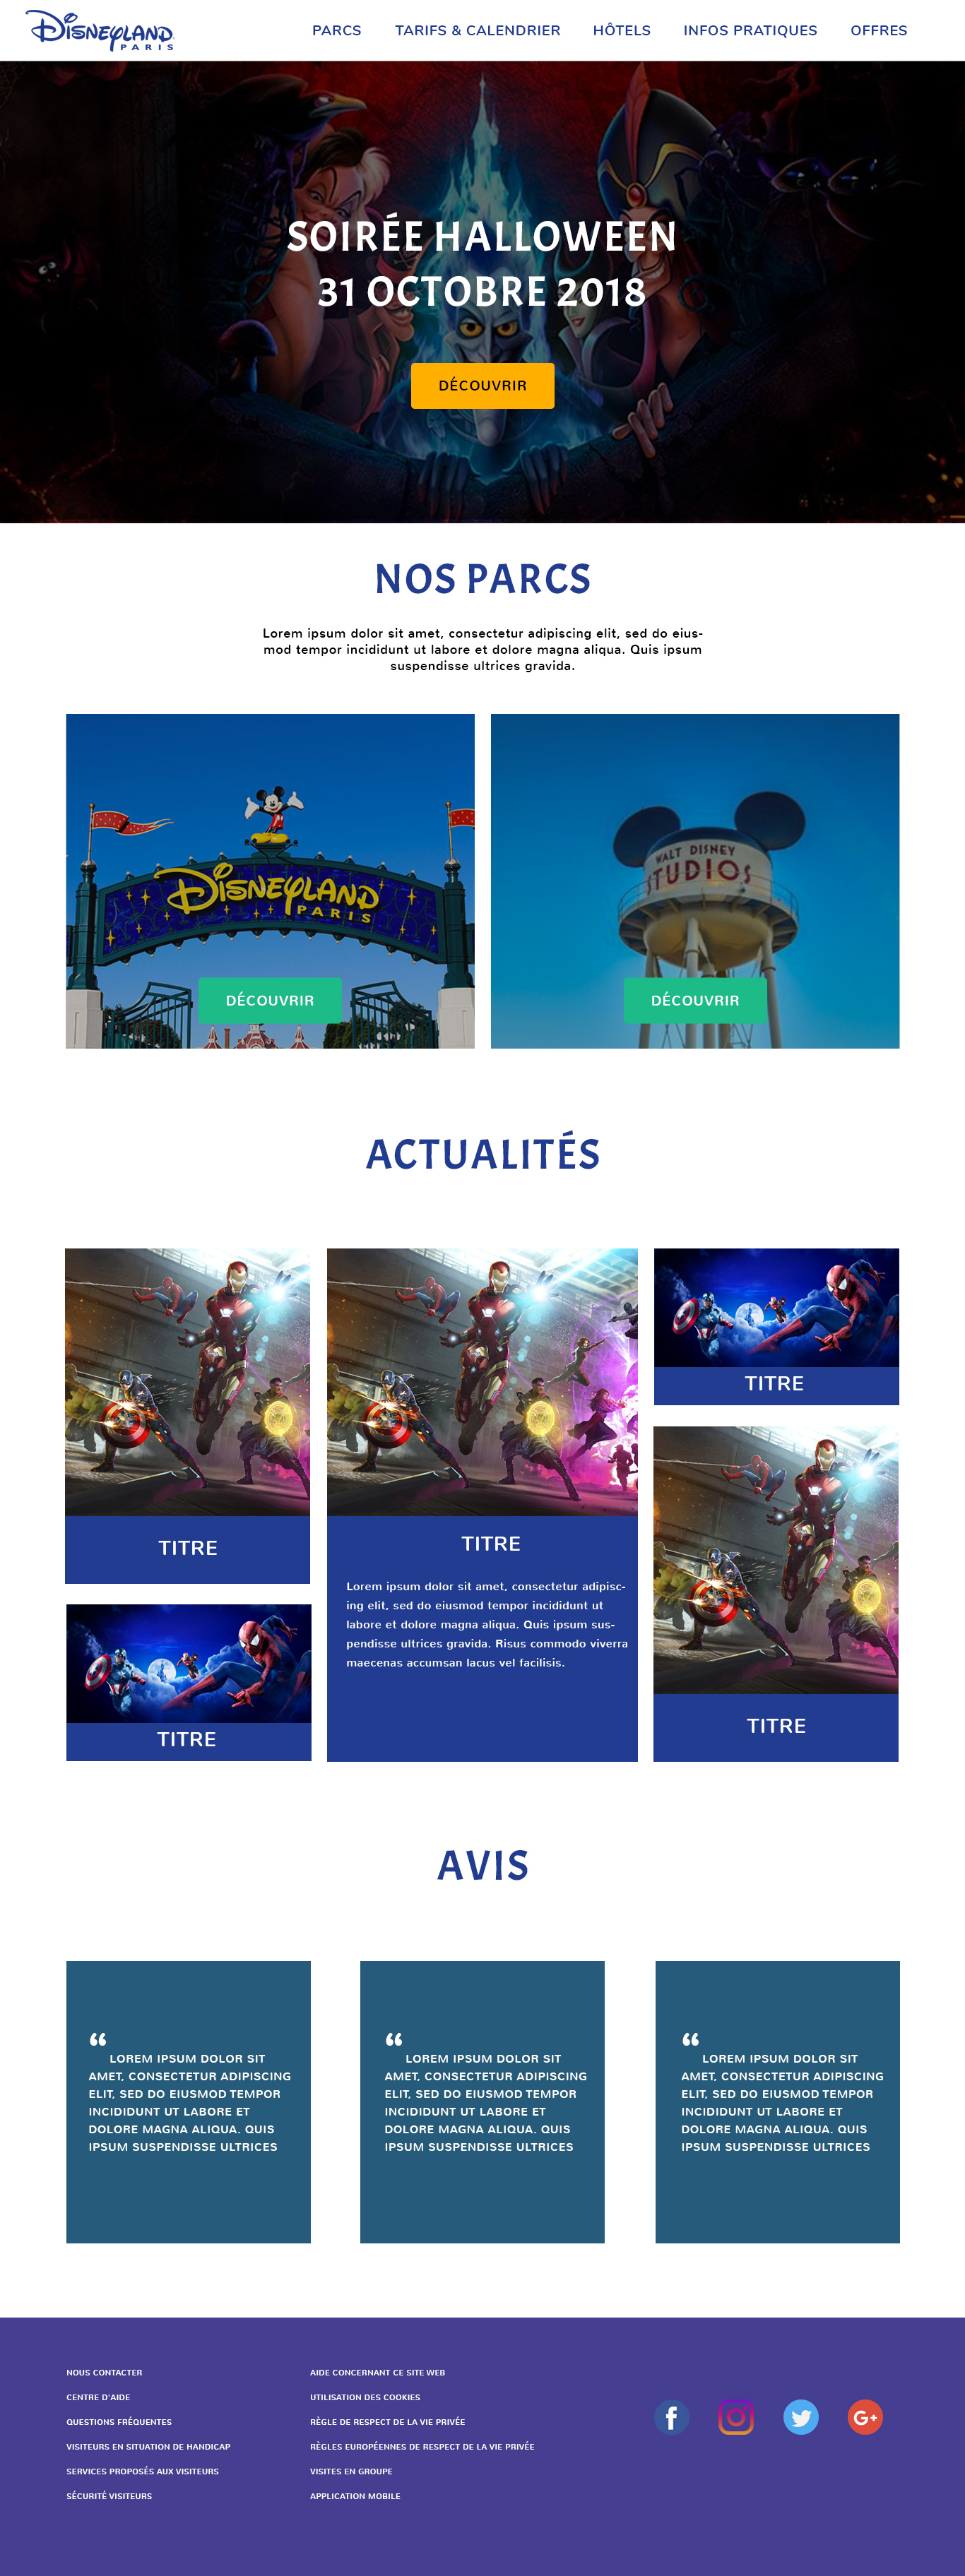 Disneyland
PARIS
PARCS TARIFS & CALENDRIER HÔTELS INFOS PRATIQUES OFFRES
SOIRÉE HALLOWEEN
31 OCTOBRE 2018
DÉCOUVRIR
NOS PARCS
Lorem ipsum dolor sit amet, consectetur adipiscing elit, sed do eius-
mod tempor incididunt ut labore et dolore magna aliqua. Quis ipsum
suspendisse ultrices gravida.
Disneyland
PARIS
DÉCOUVRIR
WALT DISNEY
STUDIOS
DÉCOUVRIR
ACTUALITÉS
TITRE
TITRE
TITRE
Lorem ipsum dolor sit amet, consectetur adipisc-
ing elit, sed do eiusmod tempor incididunt ut
labore et dolore magna aliqua. Quis ipsum sus-
pendisse ultrices gravida. Risus commodo viverra
maecenas accumsan lacus vel facilisis.
TITRE
TITRE
AVIS
“
LOREM IPSUM DOLOR SIT
AMET, CONSECTETUR ADIPISCING
ELIT, SED DO EIUSMOD TEMPOR
INCIDIDUNT UT LABORE ET
DOLORE MAGNA ALIQUA. QUIS
IPSUM SUSPENDISSE ULTRICES
“
LOREM IPSUM DOLOR SIT
AMET, CONSECTETUR ADIPISCING
ELIT, SED DO EIUSMOD TEMPOR
INCIDIDUNT UT LABORE ET
DOLORE MAGNA ALIQUA. QUIS
IPSUM SUSPENDISSE ULTRICES
“
LOREM IPSUM DOLOR SIT
AMET, CONSECTETUR ADIPISCING
ELIT, SED DO EIUSMOD TEMPOR
INCIDIDUNT UT LABORE ET
DOLORE MAGNA ALIQUA. QUIS
IPSUM SUSPENDISSE ULTRICES
NOUS CONTACTER
CENTRE D'AIDE
QUESTIONS FRÉQUENTES
VISITEURS EN SITUATION DE HANDICAP
SERVICES PROPOSÉS AUX VISITEURS
SÉCURITÉ VISITEURS
AIDE CONCERNANT CE SITE WEB
UTILISATION DES COOKIES
RÈGLE DE RESPECT DE LA VIE PRIVÉE
RÈGLES EUROPÉENNES DE RESPECT DE LA VIE PRIVÉE
VISITES EN GROUPE
APPLICATION MOBILE
f G+